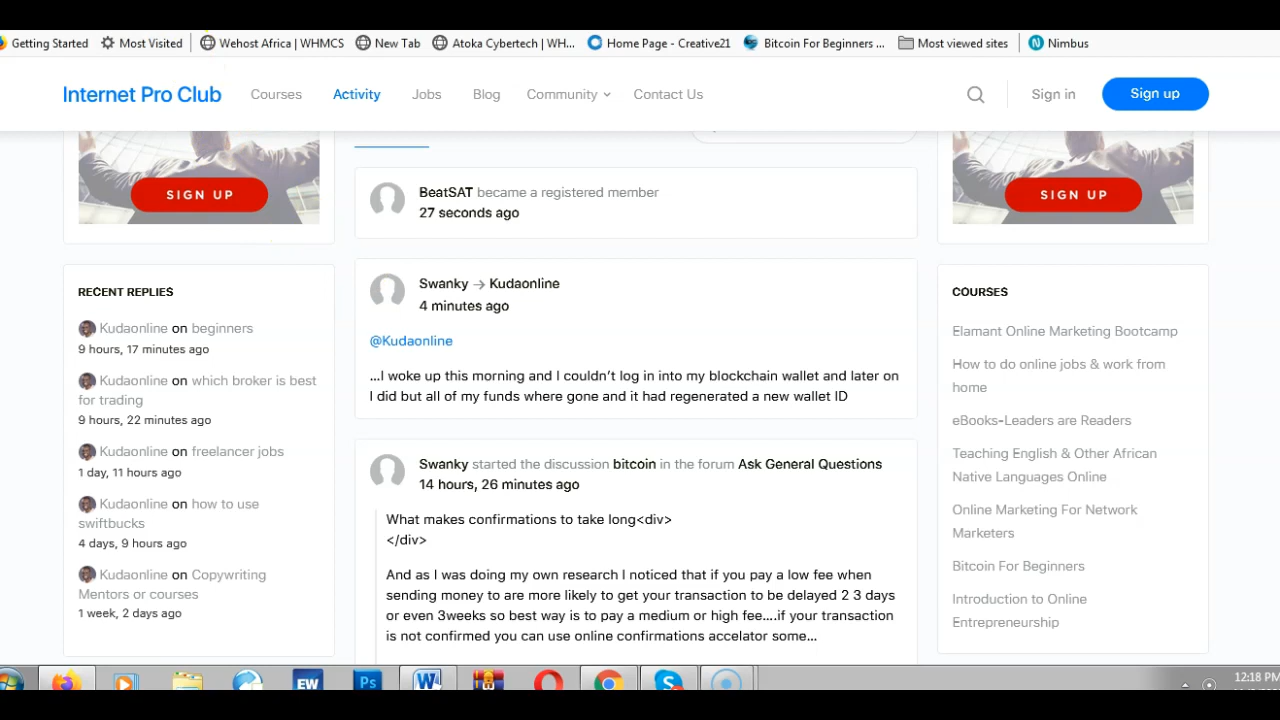 Getting Started Most Visited Wehost Africa | WHMCS New Tab Atoka Cybertech | WH... Home Page - Creative21 Bitcoin For Beginners ... Most viewed sites Nimbus
Internet Pro Club Courses Activity Jobs Blog Community Contact Us Sign in Sign up
SIGN UP
BeatSAT became a registered member
27 seconds ago
Swanky → Kudaonline
4 minutes ago
@Kudaonline
...I woke up this morning and I couldn't log in into my blockchain wallet and later on
I did but all of my funds where gone and it had regenerated a new wallet ID
Swanky started the discussion bitcoin in the forum Ask General Questions
14 hours, 26 minutes ago
What makes confirmations to take long<div>
</div>
And as I was doing my own research I noticed that if you pay a low fee when
sending money to are more likely to get your transaction to be delayed 2 3 days
or even 3weeks so best way is to pay a medium or high fee....if your transaction
is not confirmed you can use online confirmations accelator some...
RECENT REPLIES
Kudaonline on beginners
9 hours, 17 minutes ago
Kudaonline on which broker is best
for trading
9 hours, 22 minutes ago
Kudaonline on freelancer jobs
1 day, 11 hours ago
Kudaonline on how to use
swiftbucks
4 days, 9 hours ago
Kudaonline on Copywriting
Mentors or courses
1 week, 2 days ago
SIGN UP
COURSES
Elamant Online Marketing Bootcamp
How to do online jobs & work from
home
eBooks-Leaders are Readers
Teaching English & Other African
Native Languages Online
Online Marketing For Network
Marketers
Bitcoin For Beginners
Introduction to Online
Entrepreneurship
EW Ps W S
12:18 PM